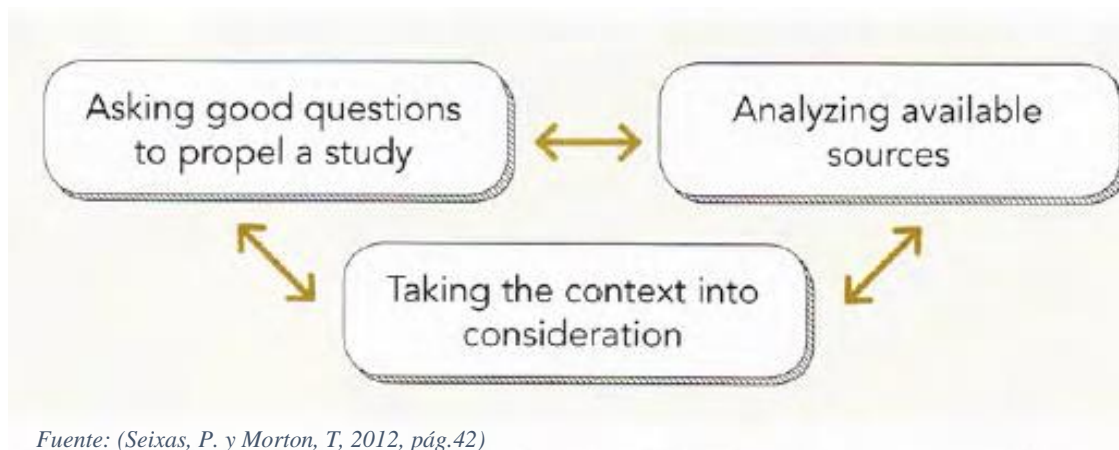 Asking good questions
to propel a study
Analyzing available
sources
Taking the context into
consideration
Fuente: (Seixas, P. y Morton, T, 2012, pág.42)